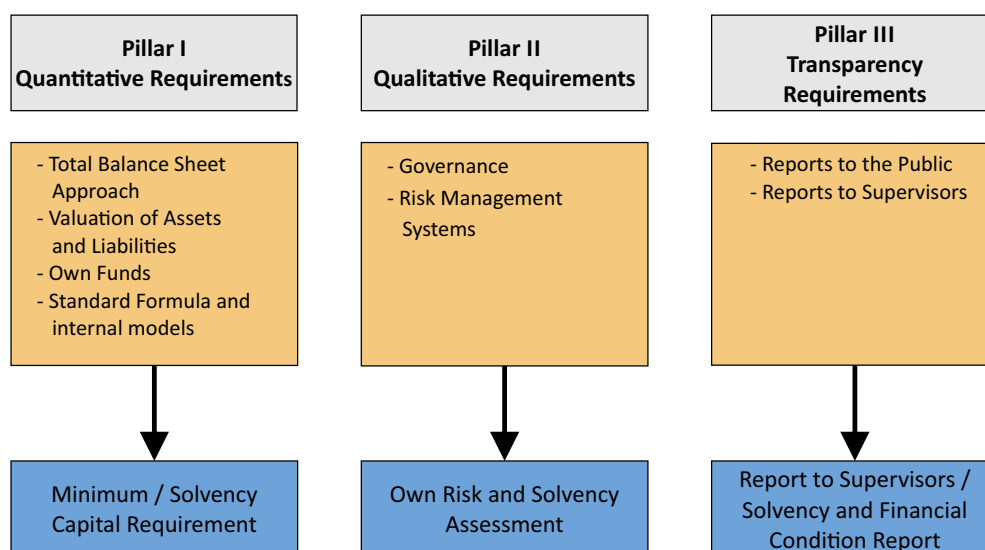 Pillar I
Quantitative Requirements
- Total Balance Sheet
Approach
- Valuation of Assets
and Liabilities
- Own Funds
- Standard Formula and
internal models
Minimum / Solvency
Capital Requirement
Pillar II
Qualitative Requirements
- Governance
- Risk Management
Systems
Own Risk and Solvency
Assessment
Pillar III
Transparency
Requirements
- Reports to the Public
- Reports to Supervisors
Report to Supervisors /
Solvency and Financial
Condition Report